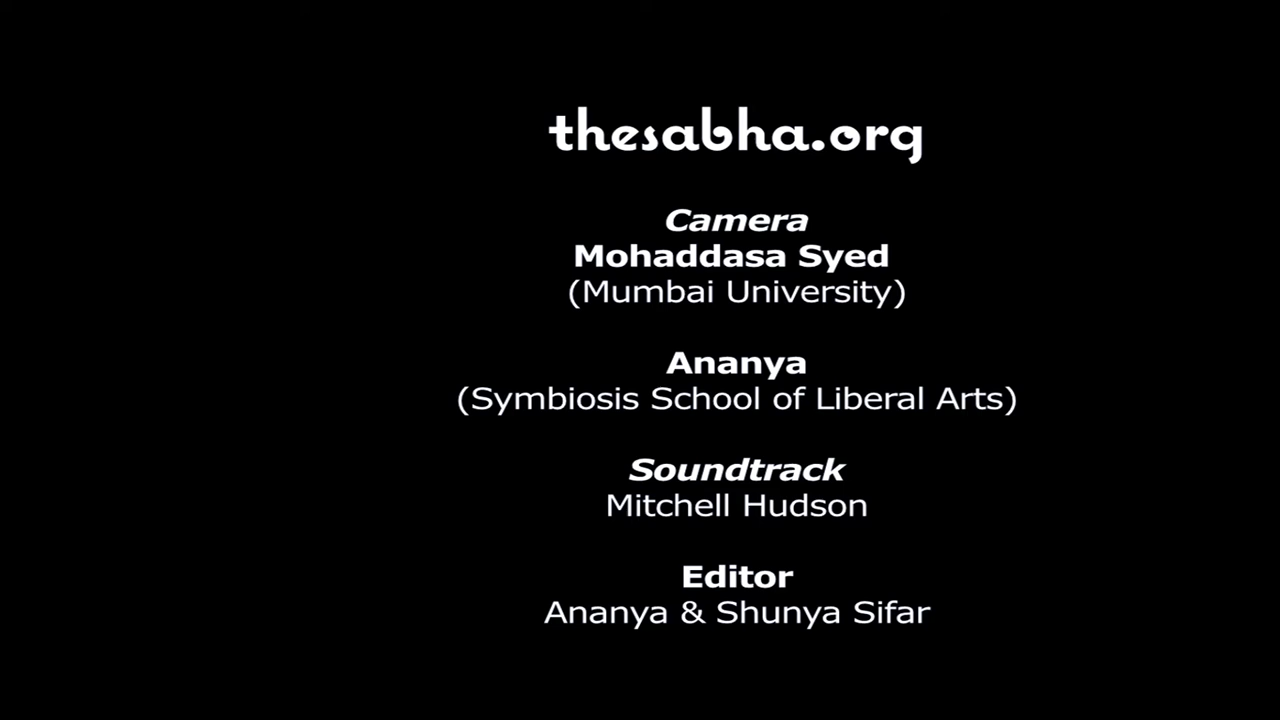 thesabha.org
Camera
Mohaddasa Syed
(Mumbai University)
Ananya
(Symbiosis School of Liberal Arts)
Soundtrack
Mitchell Hudson
Editor
Ananya & Shunya Sifar